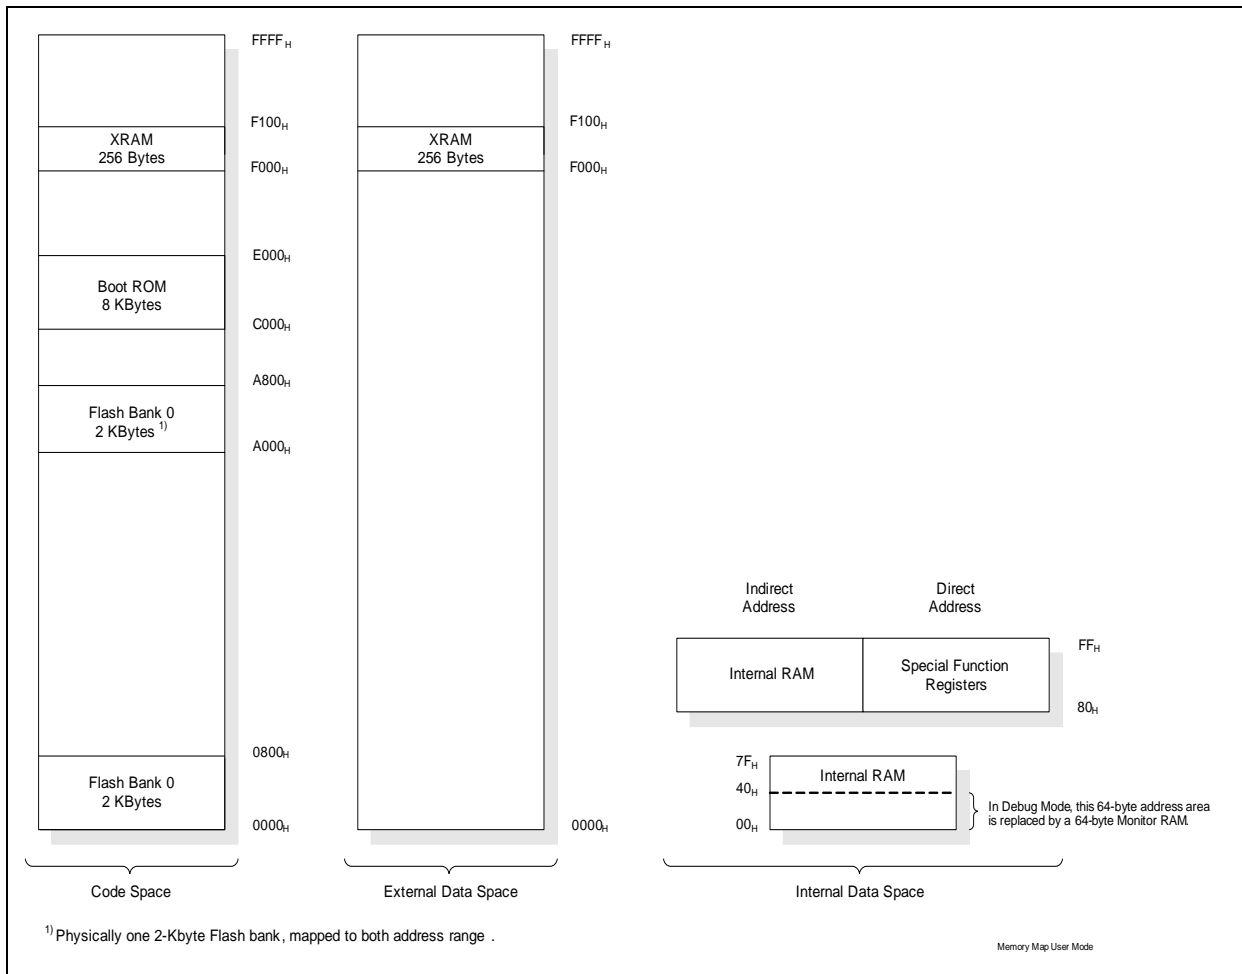 FFFFH
F100H
XRAM
256 Bytes
F000H
E000H
Boot ROM
8 KBytes
C000H
A800H
Flash Bank 0
2 KBytes 1)
A000H
0800H
Flash Bank 0
2 KBytes
0000H
Code Space
FFFFH
F100H
XRAM
256 Bytes
F000H
0000H
External Data Space
Indirect
Address
Direct
Address
Internal RAM
Special Function
Registers
FFH
80H
7FH
Internal RAM
40H
00H
In Debug Mode, this 64-byte address area
is replaced by a 64-byte Monitor RAM.
Internal Data Space
1) Physically one 2-Kbyte Flash bank, mapped to both address range .
Memory Map User Mode